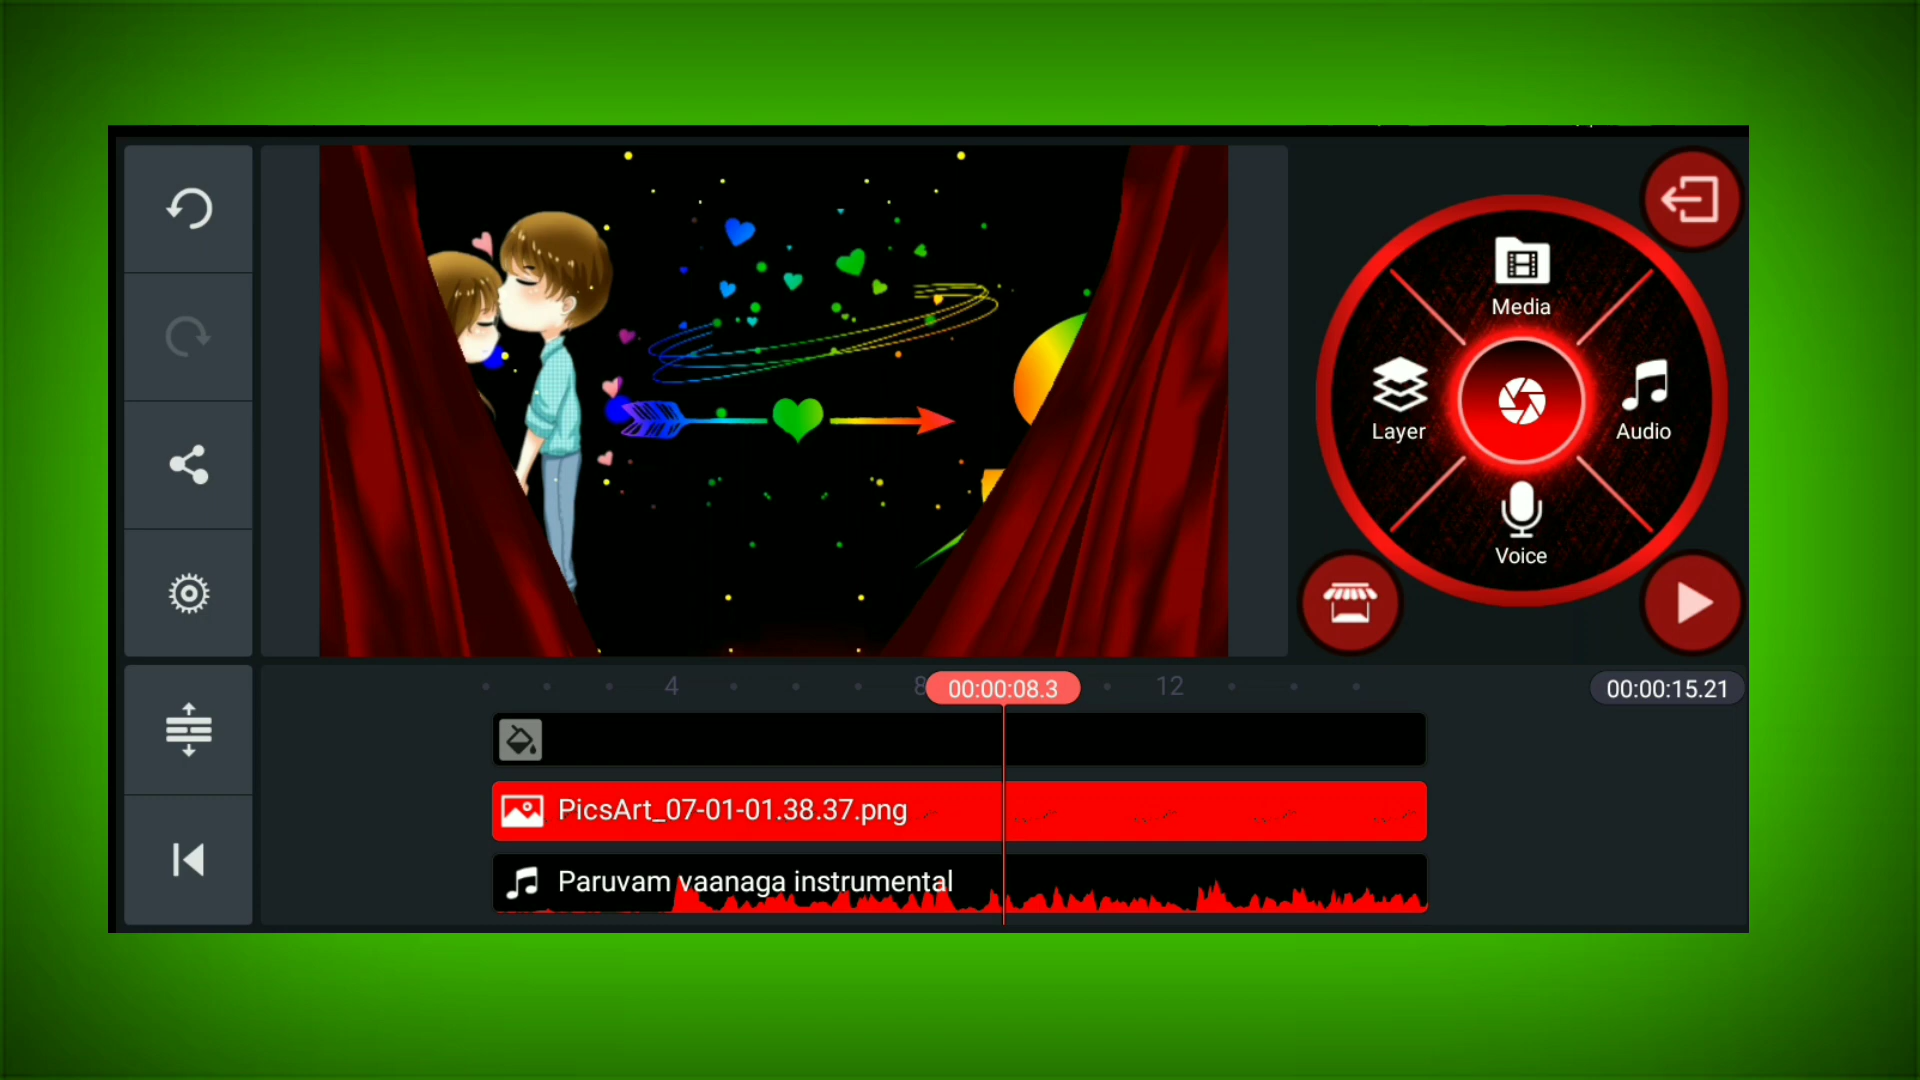 Media
Layer
Audio
Voice
4
8
00:00:08.3
12
00:00:15.21
PicsArt_07-01-01.38.37.png
Paruvam vaanaga instrumental